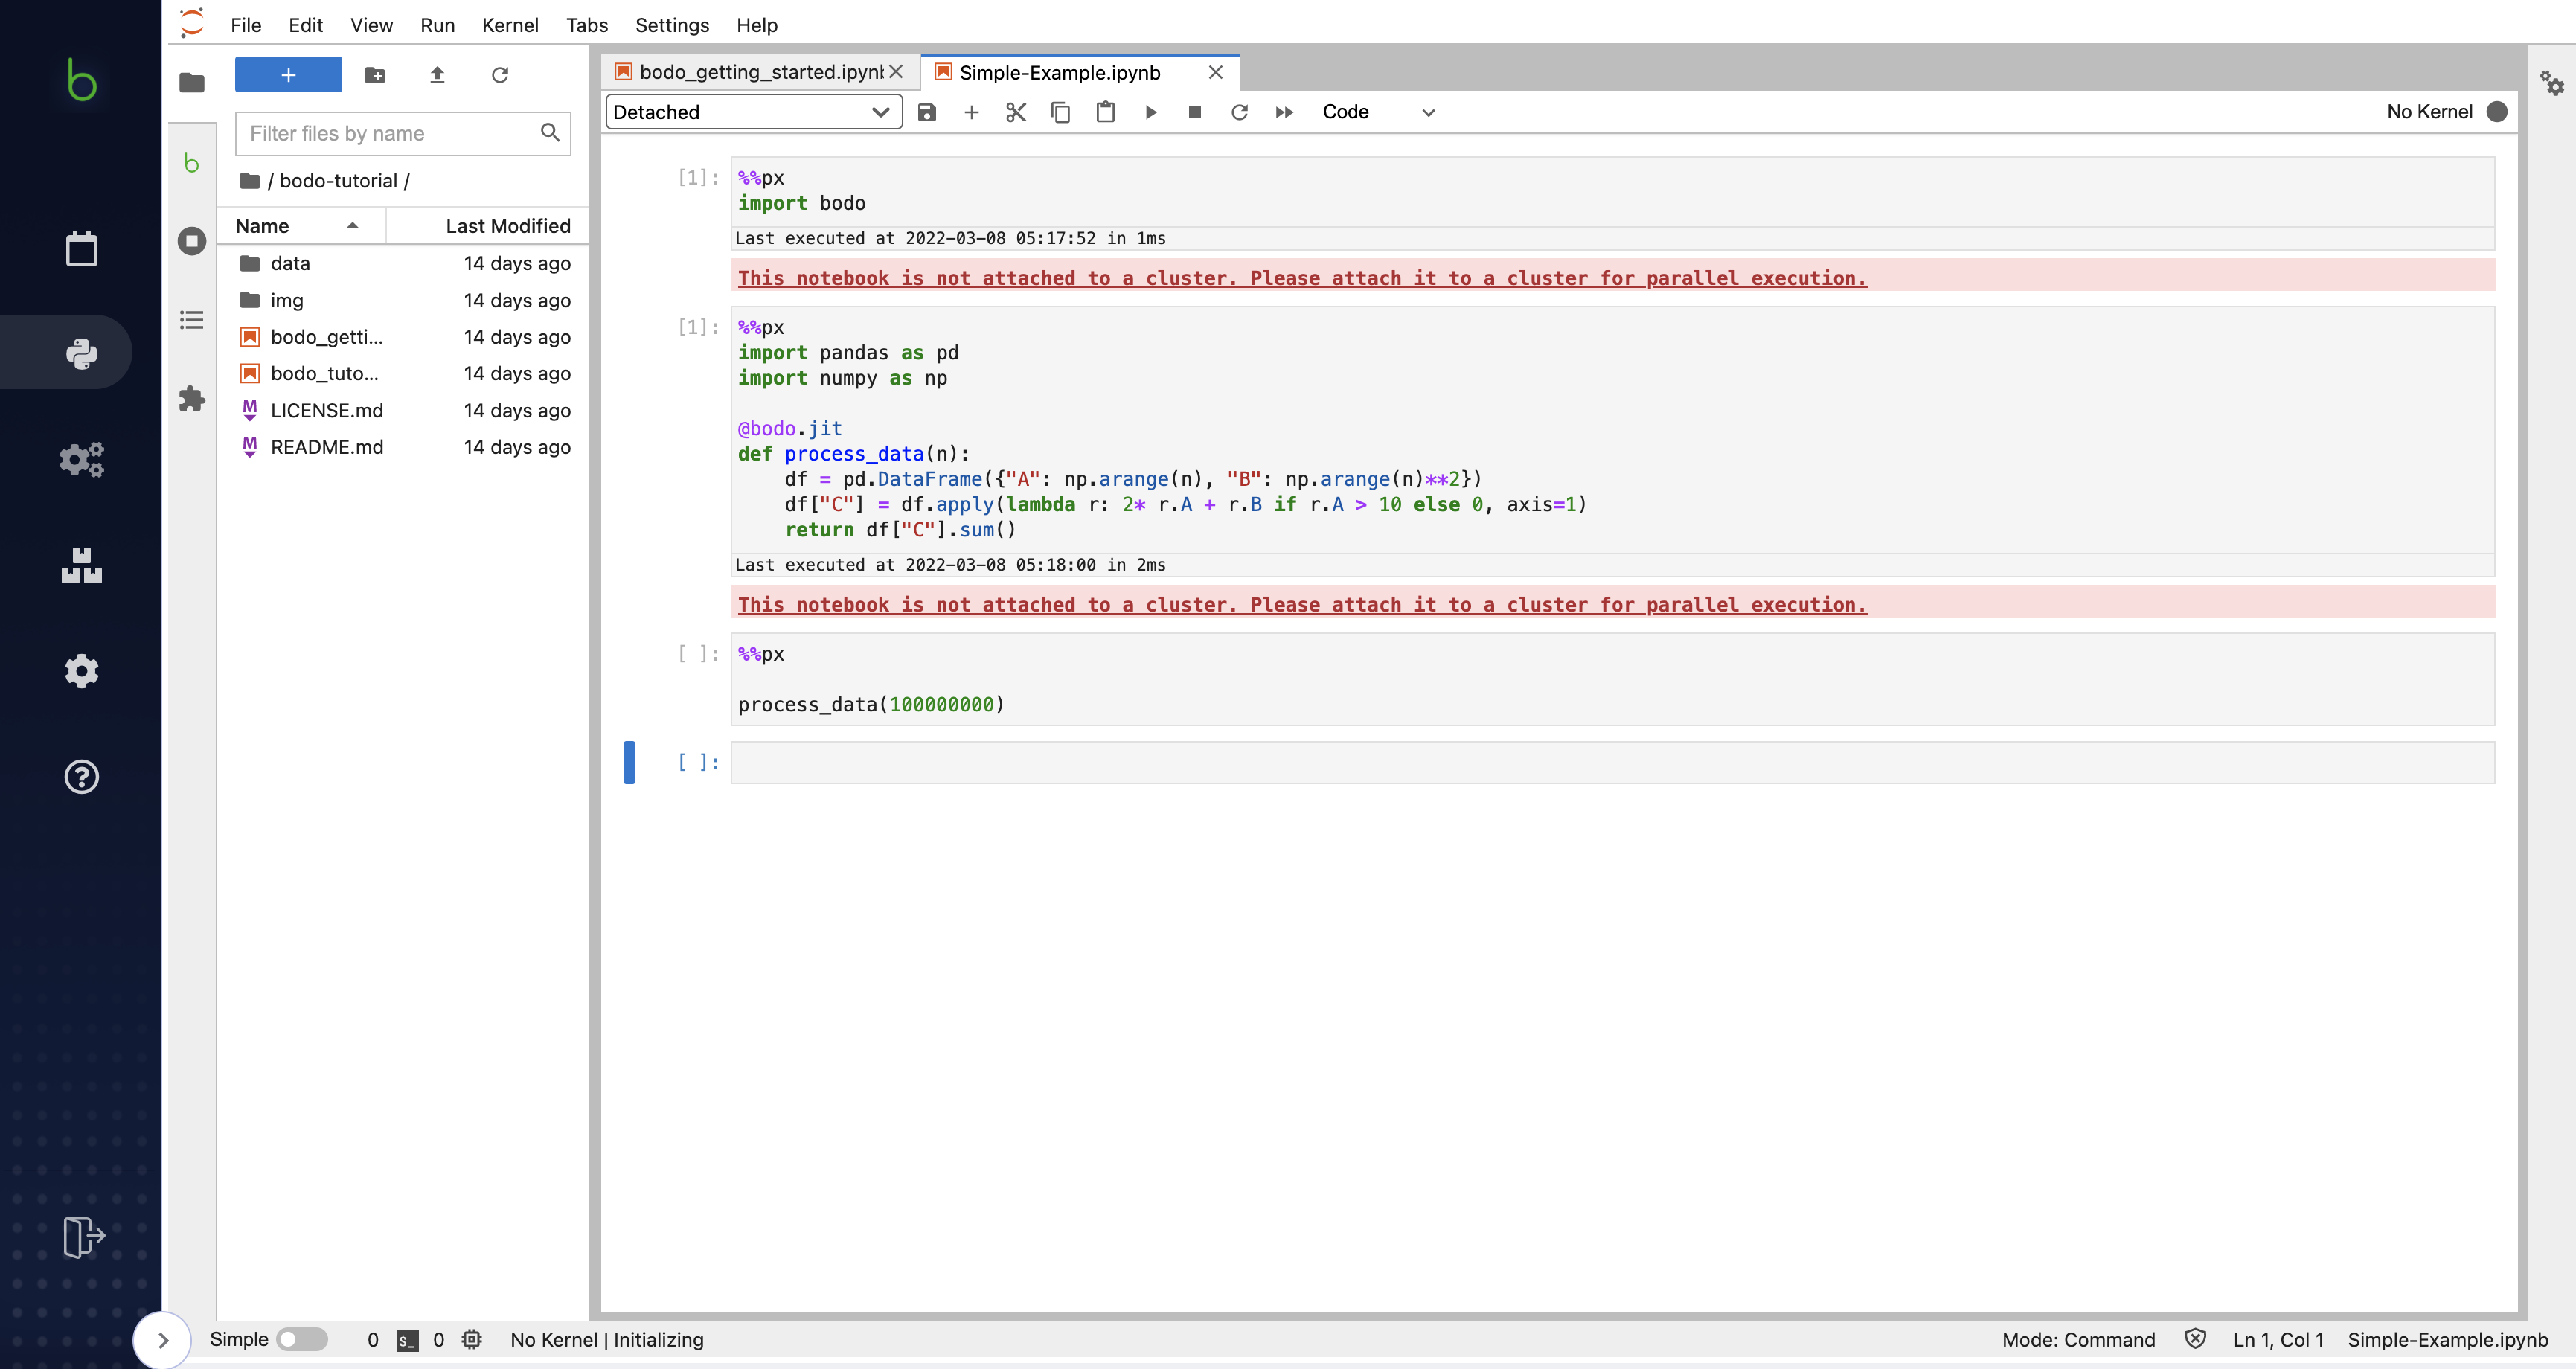 File Edit View Run Kernel Tabs Settings Help
bodo_getting_started.ipynb Simple-Example.ipynb
Filter files by name
/ bodo-tutorial /
Name Last Modified
data 14 days ago
img 14 days ago
bodo_getti... 14 days ago
bodo_tuto... 14 days ago
LICENSE.md 14 days ago
README.md 14 days ago
Detached Code No Kernel
[1]: %%px
import bodo
Last executed at 2022-03-08 05:17:52 in 1ms
This notebook is not attached to a cluster. Please attach it to a cluster for parallel execution.
[1]: %%px
import pandas as pd
import numpy as np
@bodo.jit
def process_data(n):
    df = pd.DataFrame({"A": np.arange(n), "B": np.arange(n)**2})
    df["C"] = df.apply(lambda r: 2* r.A + r.B if r.A > 10 else 0, axis=1)
    return df["C"].sum()
Last executed at 2022-03-08 05:18:00 in 2ms
This notebook is not attached to a cluster. Please attach it to a cluster for parallel execution.
[ ]: %%px
process_data(100000000)
[ ]:
Simple 0 $_ 0 No Kernel | Initializing Mode: Command Ln 1, Col 1 Simple-Example.ipynb